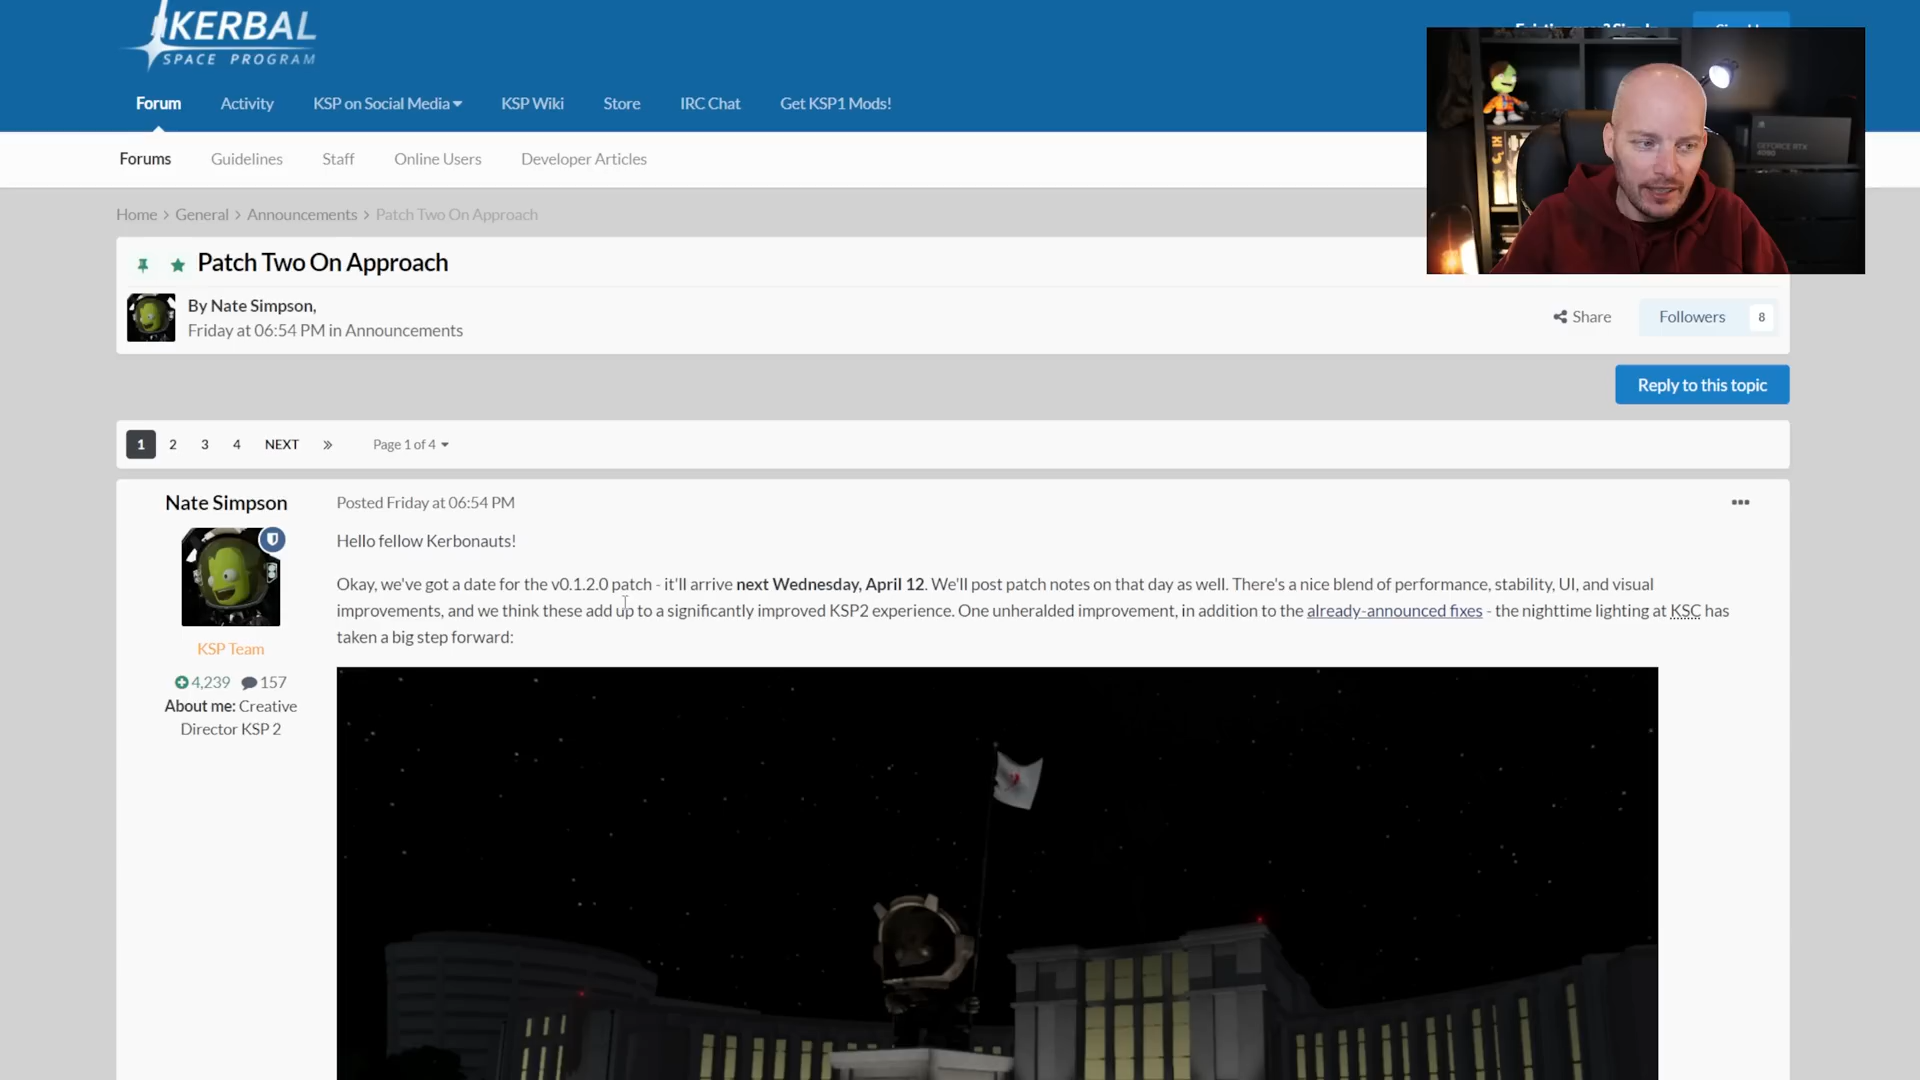 KERBAL
SPACE PROGRAM
Forum Activity KSP on Social Media KSP Wiki Store IRC Chat Get KSP1 Mods!
Forums Guidelines Staff Online Users Developer Articles
Home > General > Announcements > Patch Two On Approach
Patch Two On Approach
By Nate Simpson,
Friday at 06:54 PM in Announcements
Share Followers 8
Reply to this topic
1 2 3 4 NEXT » Page 1 of 4
Nate Simpson
KSP Team
4,239 157
About me: Creative
Director KSP 2
Posted Friday at 06:54 PM
Hello fellow Kerbonauts!
Okay, we've got a date for the v0.1.2.0 patch - it'll arrive next Wednesday, April 12. We'll post patch notes on that day as well. There's a nice blend of performance, stability, UI, and visual
improvements, and we think these add up to a significantly improved KSP2 experience. One unheralded improvement, in addition to the already-announced fixes - the nighttime lighting at KSC has
taken a big step forward:
GEFORCE RTX
4090